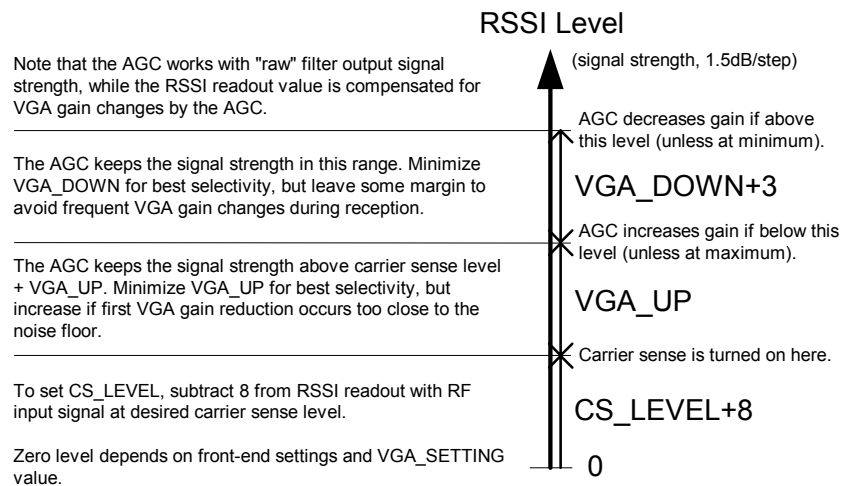 RSSI Level
(signal strength, 1.5dB/step)
Note that the AGC works with "raw" filter output signal
strength, while the RSSI readout value is compensated for
VGA gain changes by the AGC.
AGC decreases gain if above
this level (unless at minimum).
The AGC keeps the signal strength in this range. Minimize
VGA_DOWN for best selectivity, but leave some margin to
avoid frequent VGA gain changes during reception.
VGA_DOWN+3
AGC increases gain if below this
level (unless at maximum).
The AGC keeps the signal strength above carrier sense level
+ VGA_UP. Minimize VGA_UP for best selectivity, but
increase if first VGA gain reduction occurs too close to the
noise floor.
VGA_UP
Carrier sense is turned on here.
To set CS_LEVEL, subtract 8 from RSSI readout with RF
input signal at desired carrier sense level.
CS_LEVEL+8
Zero level depends on front-end settings and VGA_SETTING
value.
0